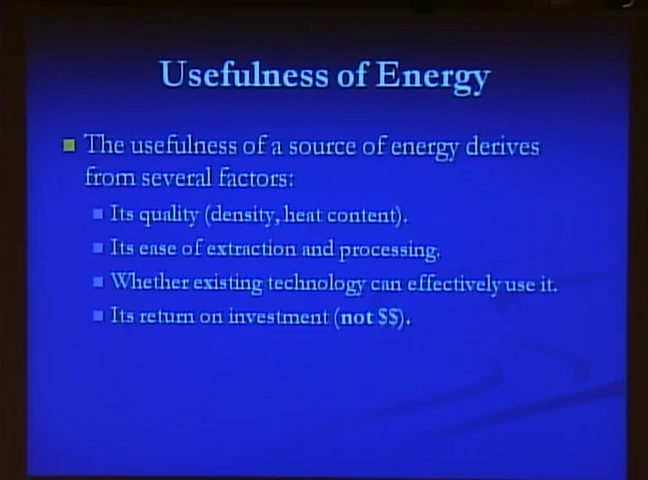 Usefulness of Energy
The usefulness of a source of energy derives
from several factors:
Its quality (density, heat content).
Its ease of extraction and processing.
Whether existing technology can effectively use it.
Its return on investment (not $$).